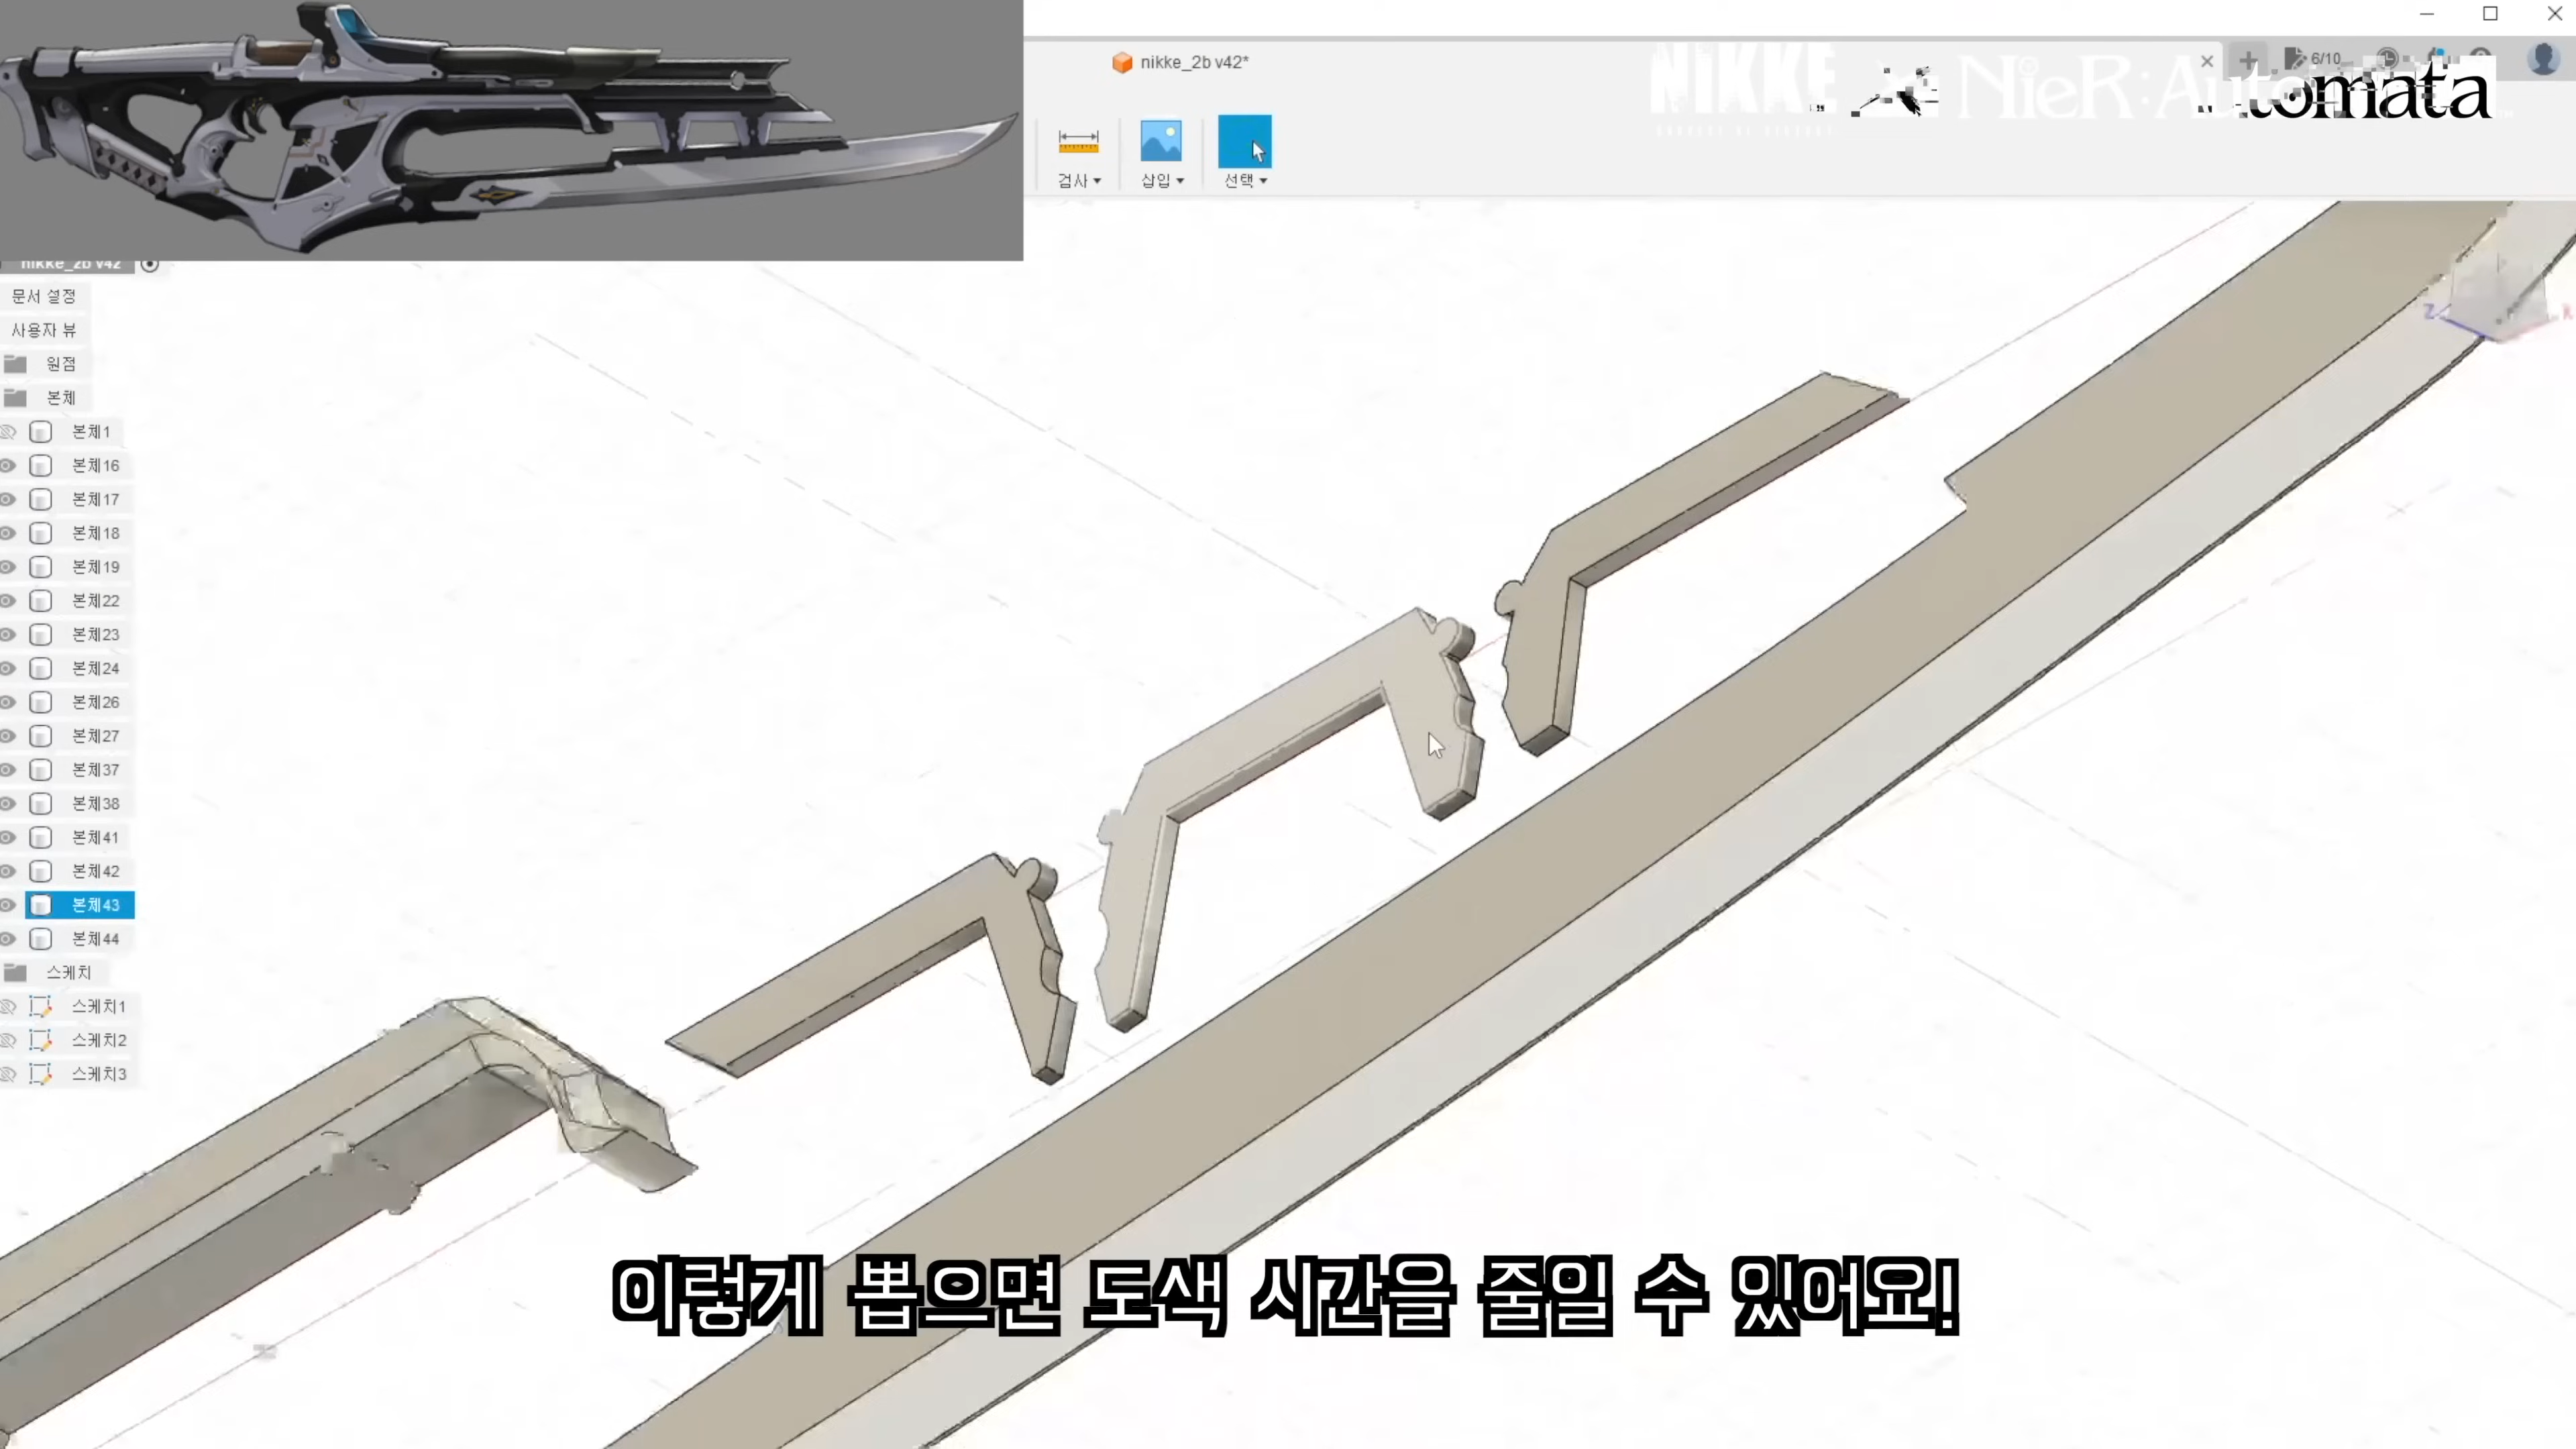 nikke_2b v42*
NIKKE
NieR:Automata
6/10
검사
삽입
선택
nikke_2b v42
문서 설정
사용자 뷰
원점
본체
본체1
본체16
본체17
본체18
본체19
본체22
본체23
본체24
본체26
본체27
본체37
본체38
본체41
본체42
본체43
본체44
스케치
스케치1
스케치2
스케치3
Z
X
이렇게 뽑으면 도색 시간을 줄일 수 있어요!